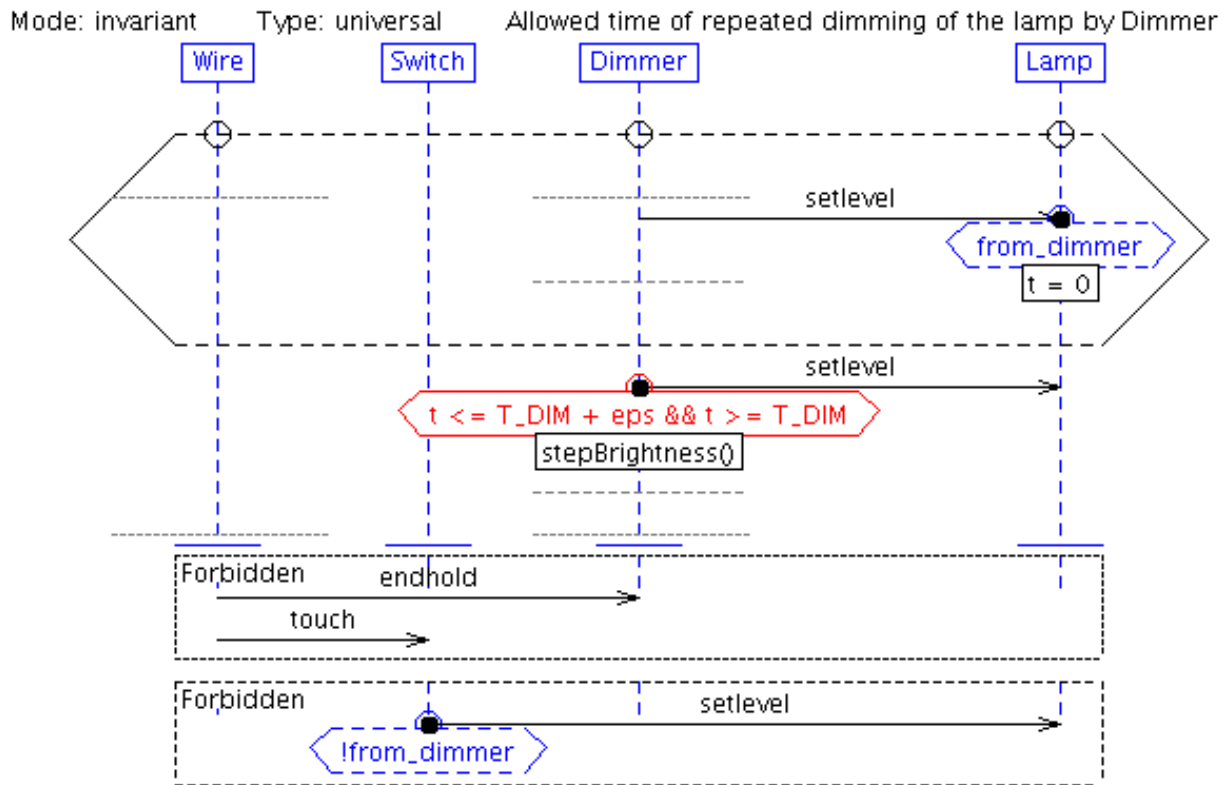 Mode: invariant Type: universal Allowed time of repeated dimming of the lamp by Dimmer
Wire Switch Dimmer Lamp
setlevel
from_dimmer
t = 0
setlevel
t <= T_DIM + eps && t >= T_DIM
stepBrightness()
Forbidden
endhold
touch
Forbidden
setlevel
!from_dimmer